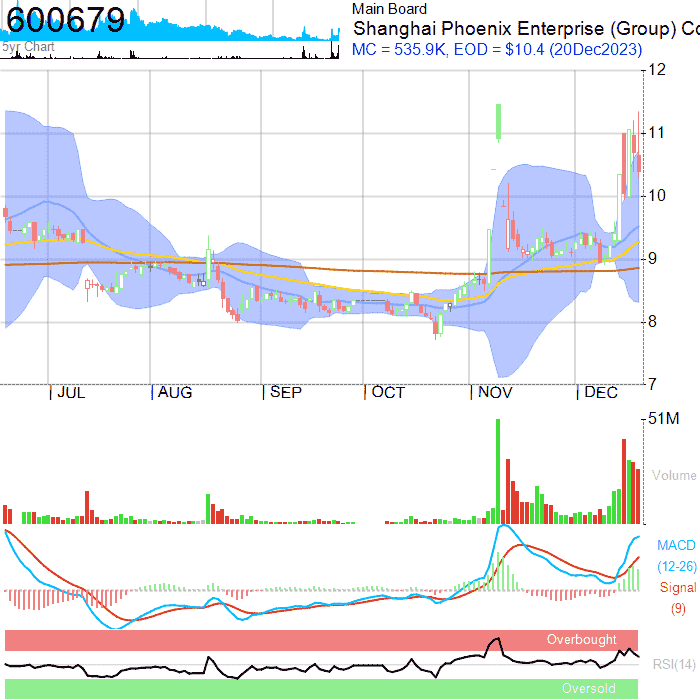 600679
Main Board
Shanghai Phoenix Enterprise (Group) Co
5yr Chart
MC = 535.9K, EOD = $10.4 (20Dec2023)
12
11
10
9
8
7
JUL AUG SEP OCT NOV DEC
51M
Volume
MACD
(12-26)
Signal
(9)
Overbought
RSI(14)
Oversold